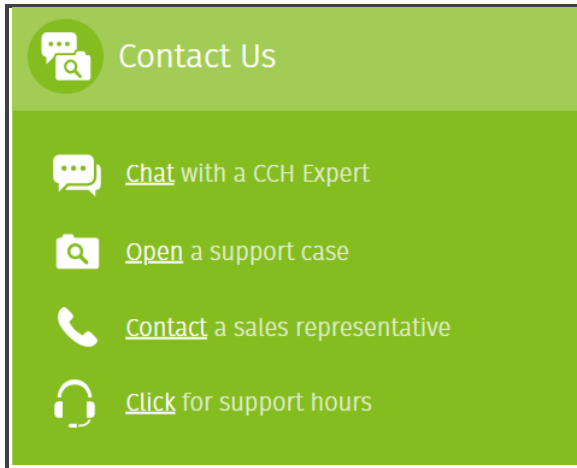 Contact Us
Chat with a CCH Expert
Open a support case
Contact a sales representative
Click for support hours